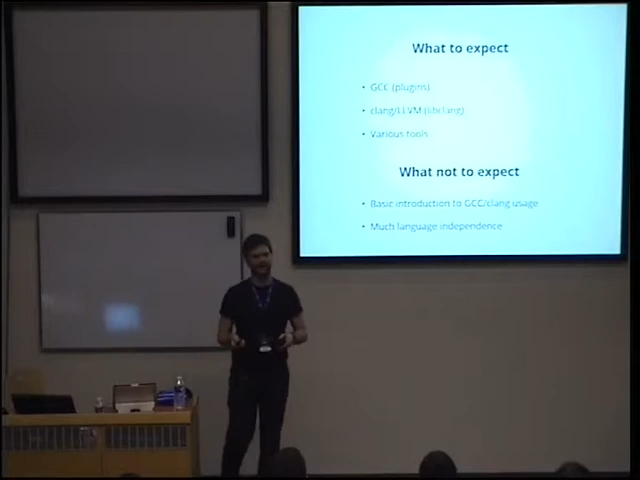 What to expect
• GCC (plugins)
• clang/LLVM (libclang)
• Various tools
What not to expect
• Basic introduction to GCC/clang usage
• Much language independence